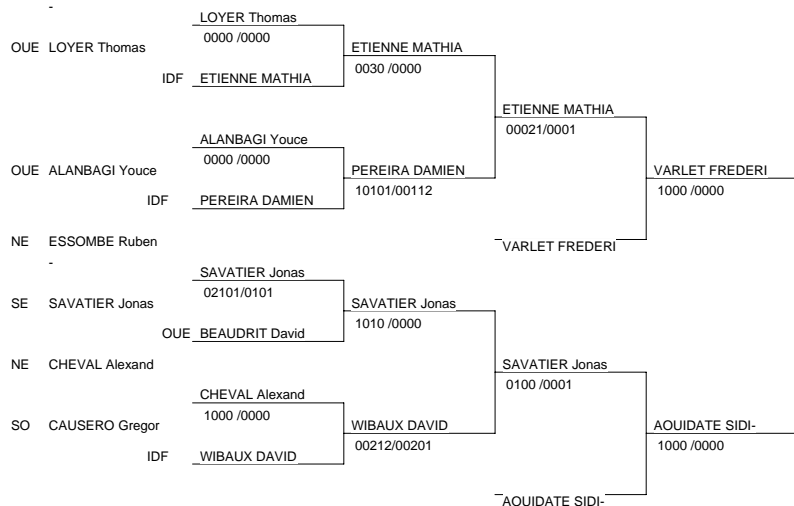 -
LOYER Thomas
0000 /0000
OUE LOYER Thomas
ETIENNE MATHIA
0030 /0000
IDF ETIENNE MATHIA
ETIENNE MATHIA
00021/0001
ALANBAGI Youce
0000 /0000
OUE ALANBAGI Youce
PEREIRA DAMIEN
10101/00112
VARLET FREDERI
1000 /0000
IDF PEREIRA DAMIEN
NE ESSOMBE Ruben
VARLET FREDERI
-
SAVATIER Jonas
02101/0101
SE SAVATIER Jonas
SAVATIER Jonas
1010 /0000
OUE BEAUDRIT David
NE CHEVAL Alexand
SAVATIER Jonas
0100 /0001
CHEVAL Alexand
1000 /0000
SO CAUSERO Gregor
WIBAUX DAVID
00212/00201
AOUIDATE SIDI-
1000 /0000
IDF WIBAUX DAVID
AOUIDATE SIDI-